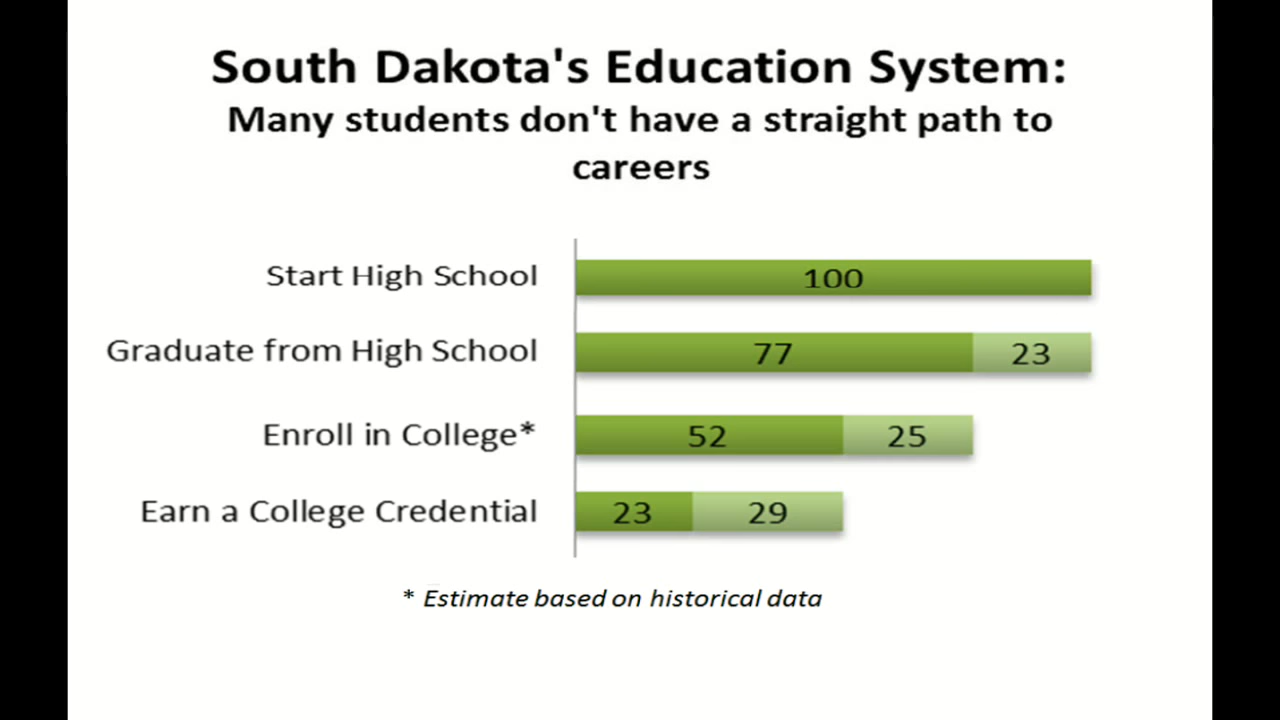 South Dakota's Education System:
Many students don't have a straight path to
careers
Start High School 100
Graduate from High School 77 23
Enroll in College* 52 25
Earn a College Credential 23 29
* Estimate based on historical data